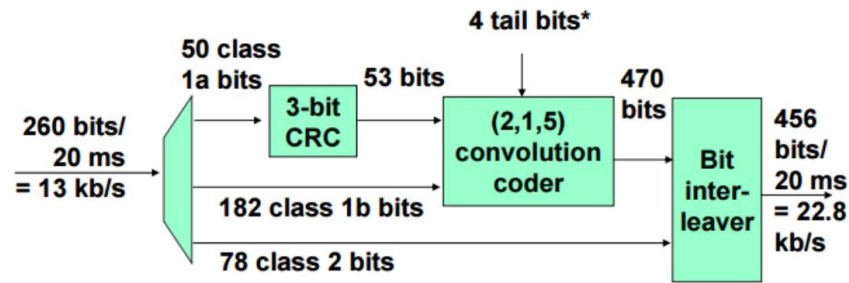 4 tail bits*
50 class
1a bits
53 bits
470
bits
3-bit
CRC
(2,1,5)
convolution
coder
260 bits/
20 ms
= 13 kb/s
Bit
inter-
leaver
456
bits/
20 ms
= 22.8
kb/s
182 class 1b bits
78 class 2 bits